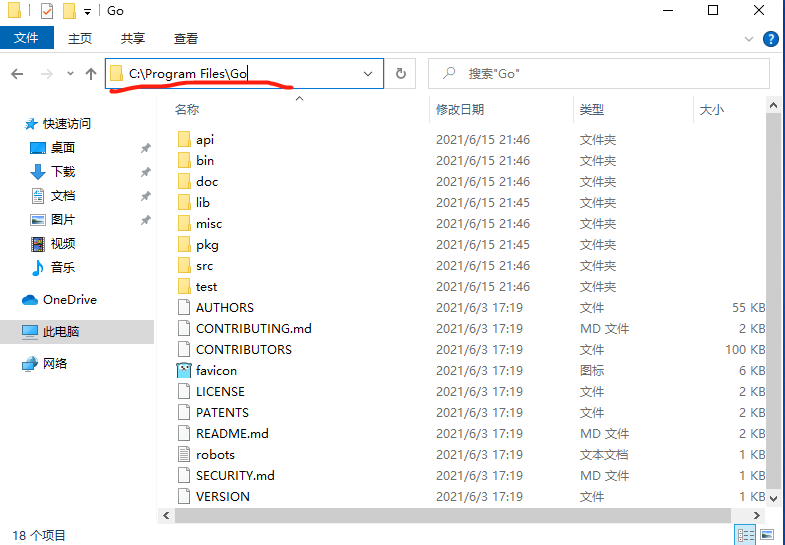 Go
文件 主页 共享 查看
C:\Program Files\Go 搜索"Go"
名称 修改日期 类型 大小
快速访问
桌面
下载
文档
图片
视频
音乐
OneDrive
此电脑
网络
api 2021/6/15 21:46 文件夹
bin 2021/6/15 21:46 文件夹
doc 2021/6/15 21:46 文件夹
lib 2021/6/15 21:45 文件夹
misc 2021/6/15 21:46 文件夹
pkg 2021/6/15 21:45 文件夹
src 2021/6/15 21:46 文件夹
test 2021/6/15 21:46 文件夹
AUTHORS 2021/6/3 17:19 文件 55 KB
CONTRIBUTING.md 2021/6/3 17:19 MD 文件 2 KB
CONTRIBUTORS 2021/6/3 17:19 文件 100 KB
favicon 2021/6/3 17:19 图标 6 KB
LICENSE 2021/6/3 17:19 文件 2 KB
PATENTS 2021/6/3 17:19 文件 2 KB
README.md 2021/6/3 17:19 MD 文件 2 KB
robots 2021/6/3 17:19 文本文档 1 KB
SECURITY.md 2021/6/3 17:19 MD 文件 1 KB
VERSION 2021/6/3 17:19 文件 1 KB
18 个项目